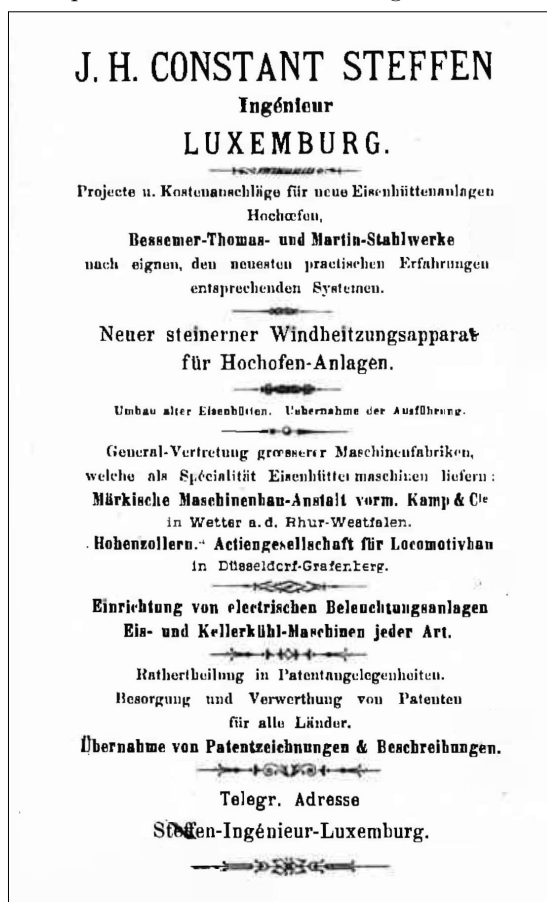 J. H. CONSTANT STEFFEN
Ingénieur
LUXEMBURG.
Projecte u. Kostenanschläge für neue Eisenhüttenanlagen
Hochœfen,
Bessemer-Thomas- und Martin-Stahlwerke
nach eignen, den neuesten practischen Erfahrungen
entsprechenden Systemen.
Neuer steinerner Windheitzungsapparat
für Hochofen-Anlagen.
Umbau alter Eisenhütten. Uebernahme der Ausführung.
General-Vertretung grœsserer Maschinenfabriken,
welche als Spécialität Eisenhüttenmaschinen liefern:
Märkische Maschinenbau-Anstalt vorm. Kamp & Cie
in Wetter a. d. Rhur-Westfalen.
Hohenzollern." Actiengesellschaft für Locomotivbau
in Düsseldorf-Grafenberg.
Einrichtung von electrischen Beleuchtungsanlagen
Eis- und Kellerkühl-Maschinen jeder Art.
Rathertheilung in Patentangelegenheiten.
Besorgung und Verwerthung von Patenten
für alle Länder.
Übernahme von Patentzeichnungen & Beschreibungen.
Telegr. Adresse
Steffen-Ingénieur-Luxemburg.